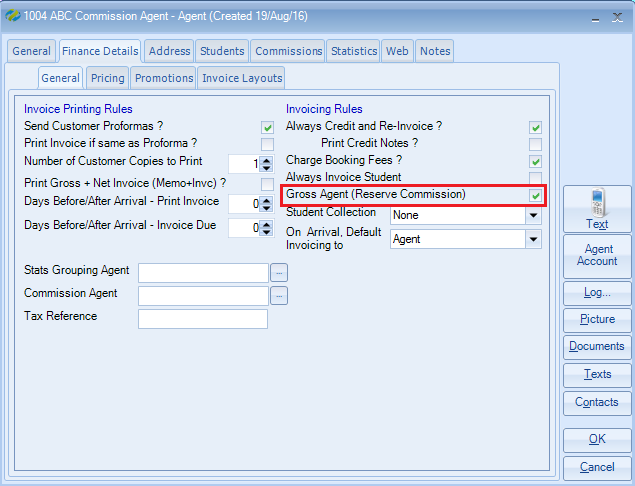 1004 ABC Commission Agent - Agent (Created 19/Aug/16)
General Finance Details Address Students Commissions Statistics Web Notes
General Pricing Promotions Invoice Layouts
Invoice Printing Rules
Send Customer Proformas ?
Print Invoice if same as Proforma ?
Number of Customer Copies to Print 1
Print Gross + Net Invoice (Memo+Invc) ?
Days Before/After Arrival - Print Invoice 0
Days Before/After Arrival - Invoice Due 0
Invoicing Rules
Always Credit and Re-Invoice ?
Print Credit Notes ?
Charge Booking Fees ?
Always Invoice Student
Gross Agent (Reserve Commission)
Student Collection None
On Arrival, Default
Invoicing to Agent
Stats Grouping Agent ...
Commission Agent ...
Tax Reference
Text
Agent
Account
Log...
Picture
Documents
Texts
Contacts
OK
Cancel